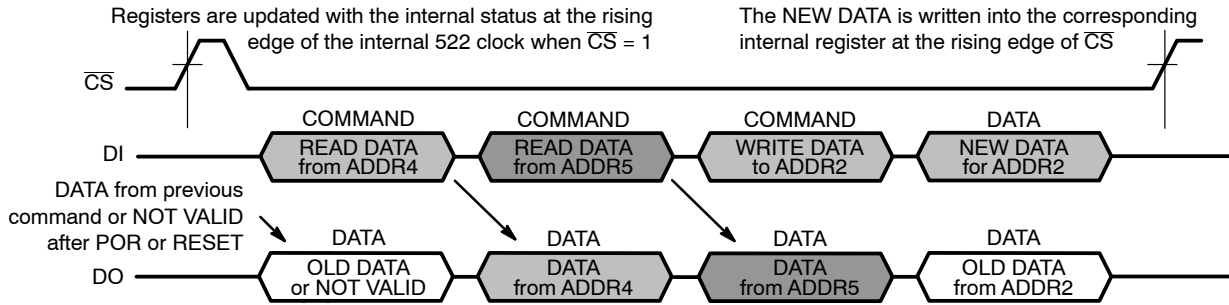 Registers are updated with the internal status at the rising
edge of the internal 522 clock when CS = 1
The NEW DATA is written into the corresponding
internal register at the rising edge of CS
CS
COMMAND
COMMAND
COMMAND
DATA
DI
READ DATA
from ADDR4
READ DATA
from ADDR5
WRITE DATA
to ADDR2
NEW DATA
for ADDR2
DATA from previous
command or NOT VALID
after POR or RESET
DATA
DATA
DATA
DATA
DO
OLD DATA
or NOT VALID
DATA
from ADDR4
DATA
from ADDR5
OLD DATA
from ADDR2